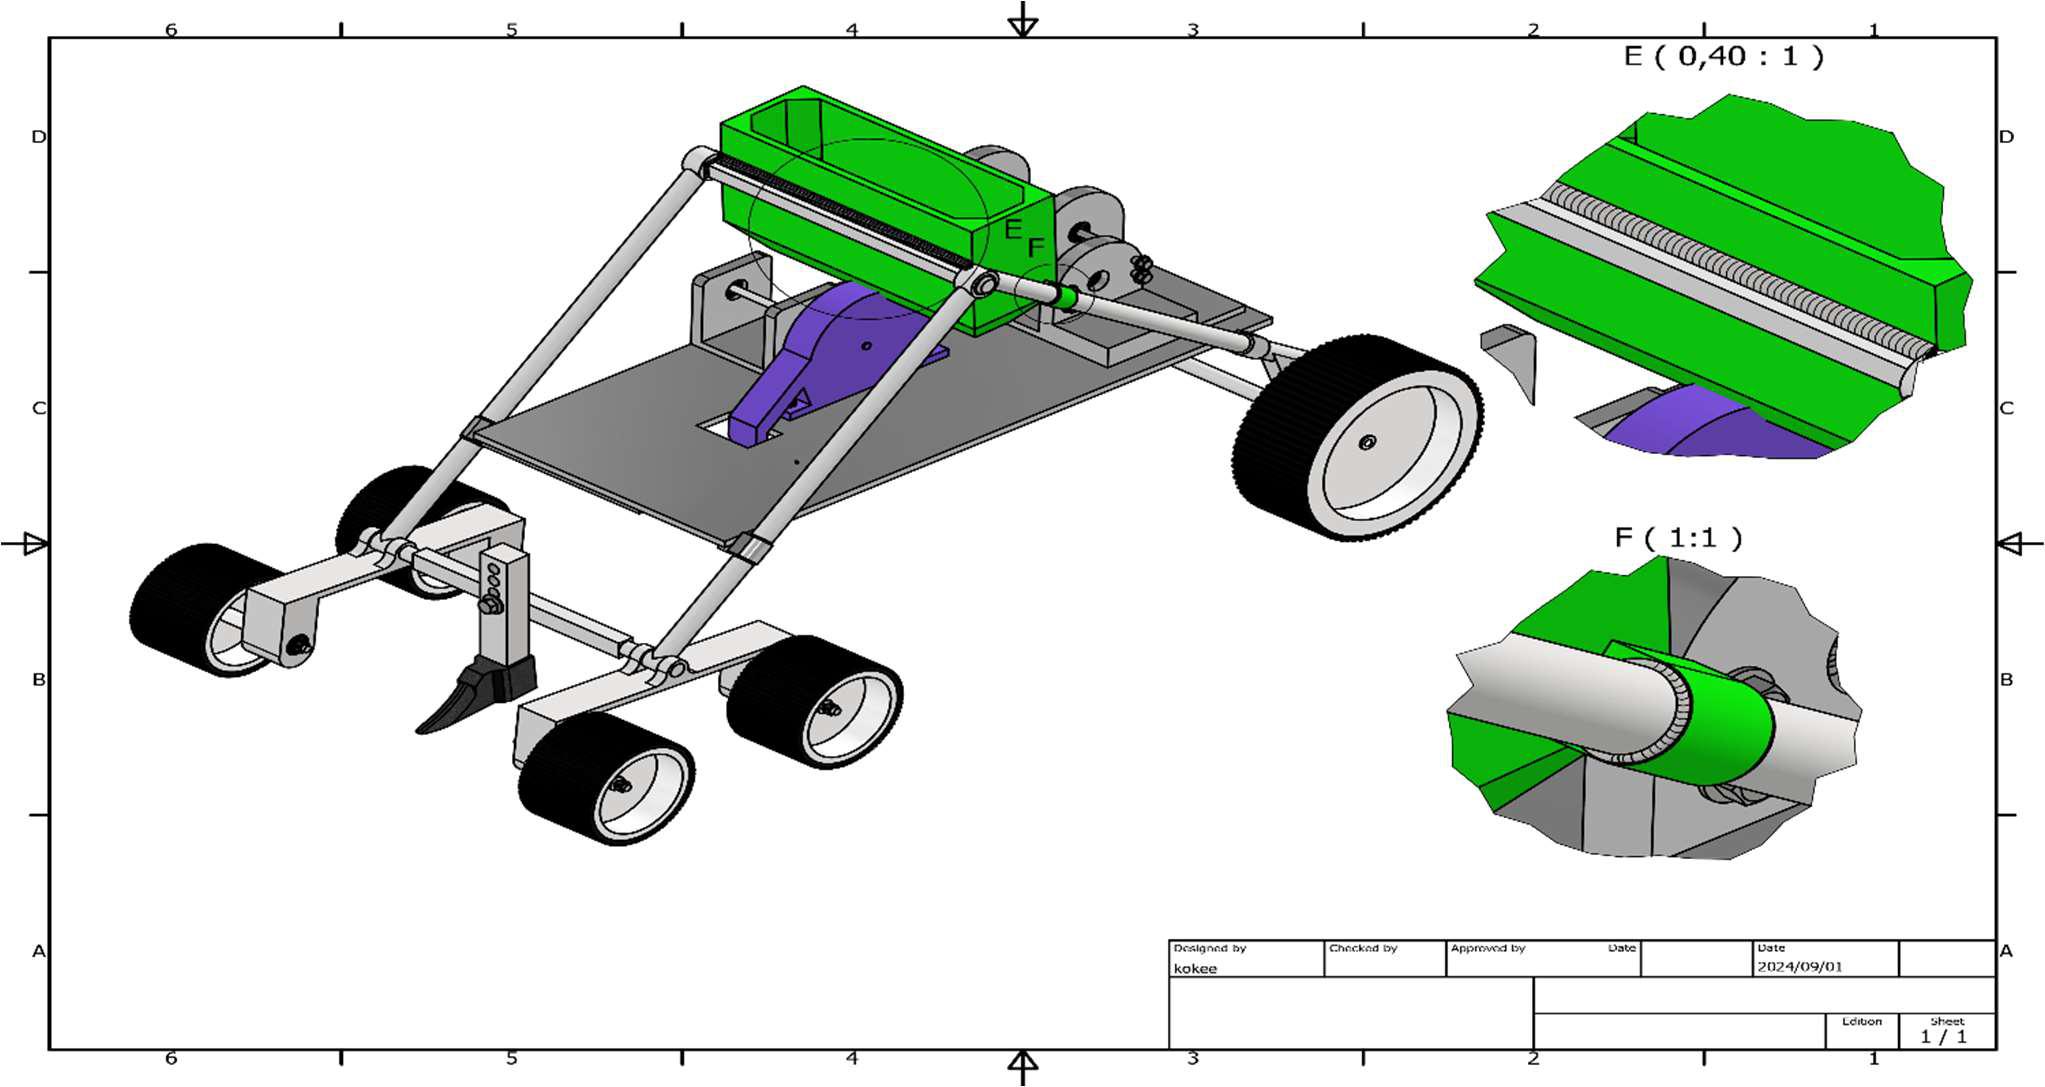 6 5 4 3 2 1
E ( 0,40 : 1 )
D D
E
F
C C
F ( 1:1 )
B B
A A
Designed by Checked by Approved by Date Date
kokee 2024/09/01
Edition Sheet
1 / 1
6 5 4 3 2 1